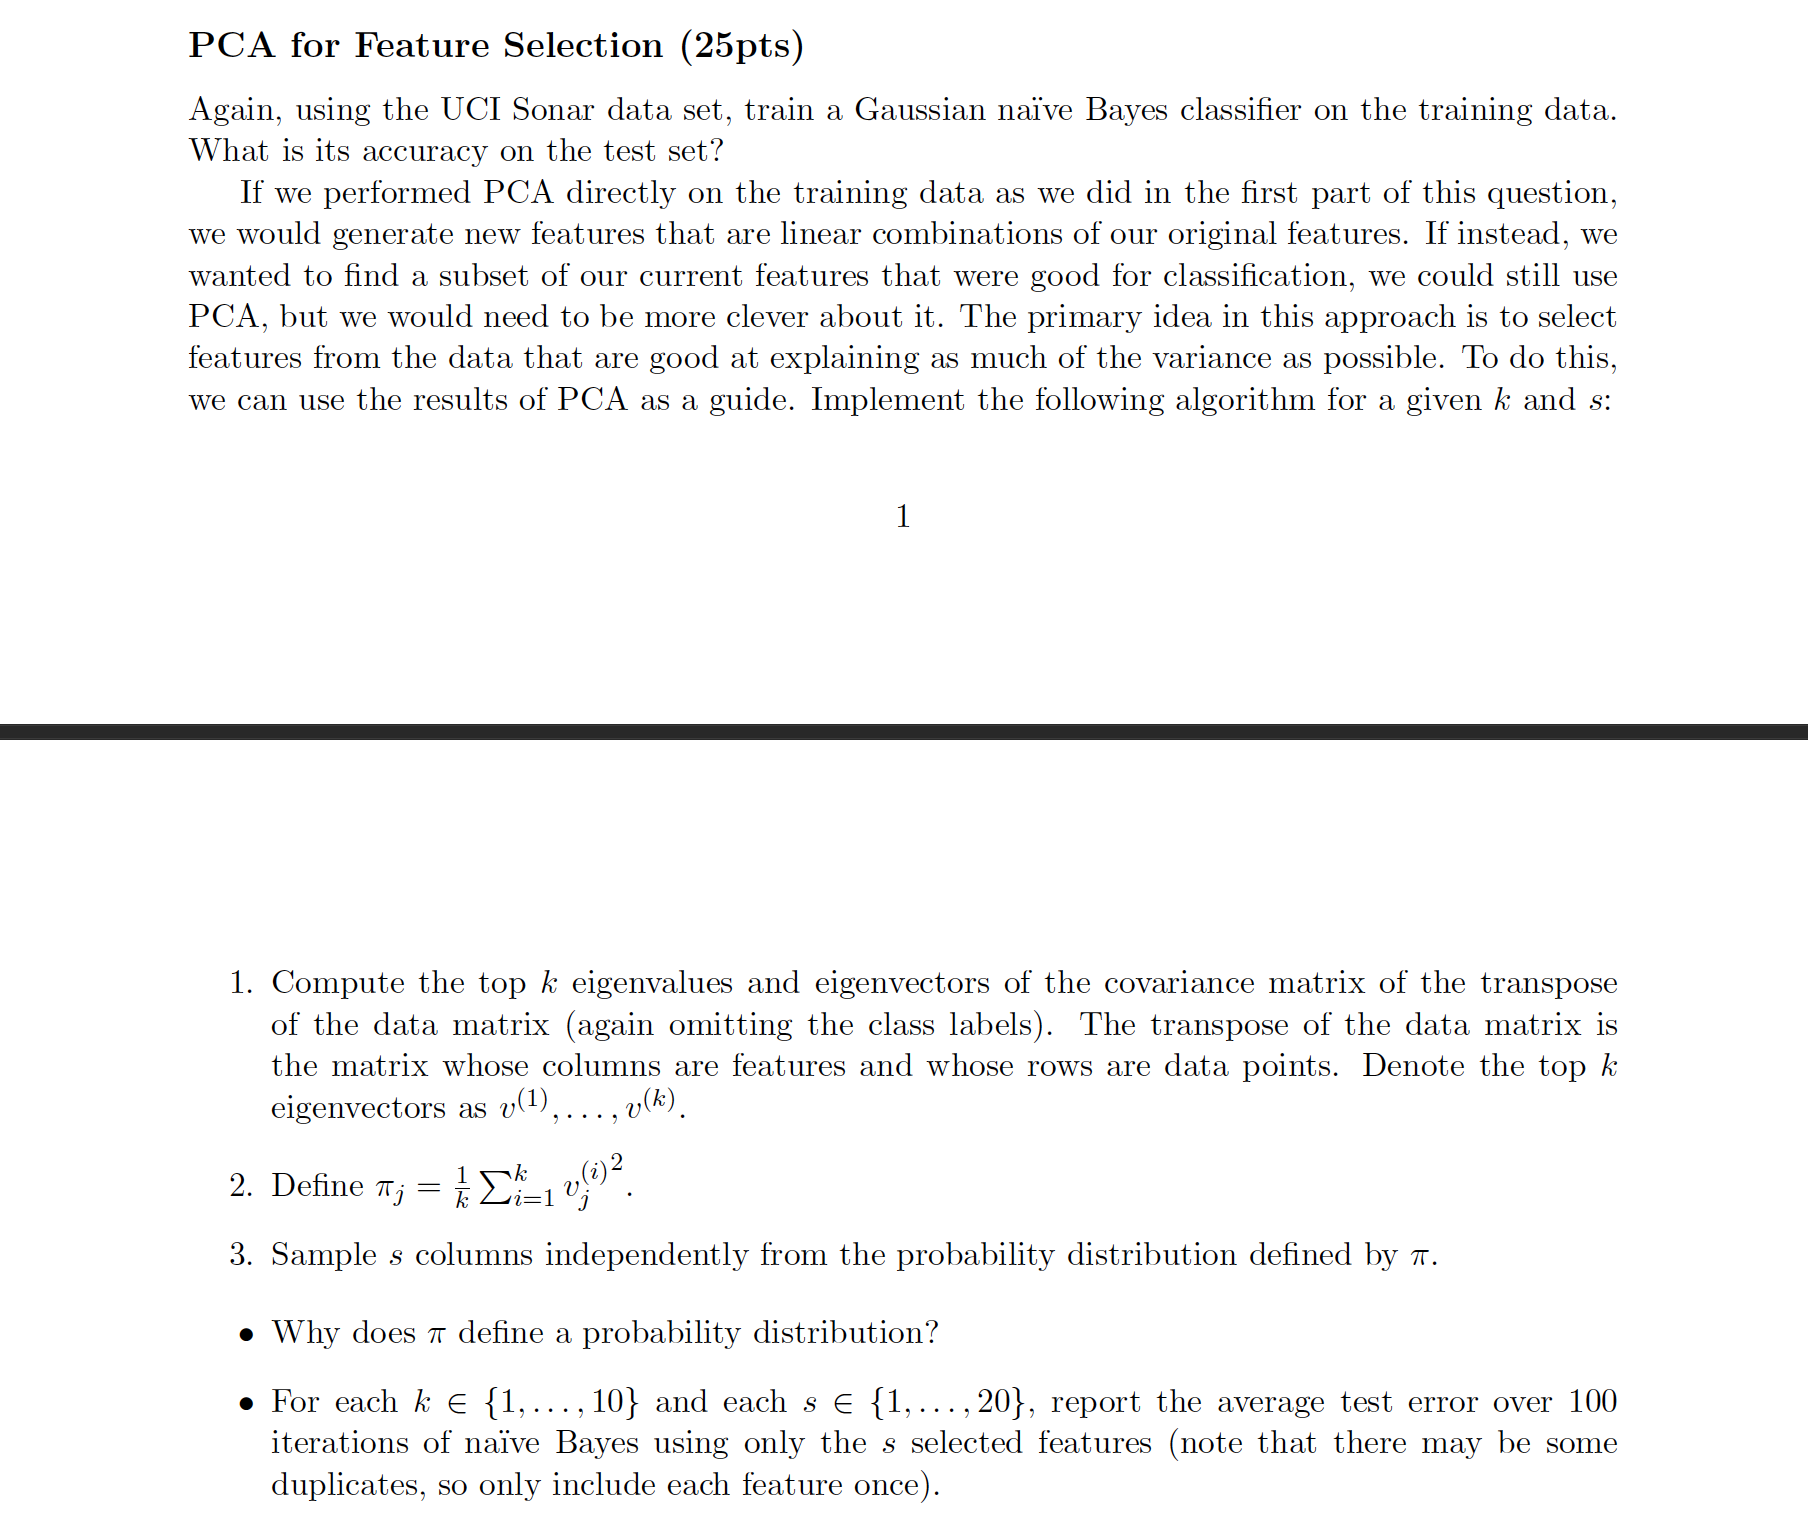 PCA for Feature Selection (25pts)
Again, using the UCI Sonar data set, train a Gaussian naïve Bayes classifier on the training data.
What is its accuracy on the test set?
If we performed PCA directly on the training data as we did in the first part of this question,
we would generate new features that are linear combinations of our original features. If instead, we
wanted to find a subset of our current features that were good for classification, we could still use
PCA, but we would need to be more clever about it. The primary idea in this approach is to select
features from the data that are good at explaining as much of the variance as possible. To do this,
we can use the results of PCA as a guide. Implement the following algorithm for a given k and s:
1
1. Compute the top k eigenvalues and eigenvectors of the covariance matrix of the transpose
of the data matrix (again omitting the class labels). The transpose of the data matrix is
the matrix whose columns are features and whose rows are data points. Denote the top k
eigenvectors as $v^{(1)}, \ldots, v^{(k)}$.
2. Define $\pi_j = \frac{1}{k} \sum_{i=1}^{k} {v_j^{(i)}}^2$.
3. Sample s columns independently from the probability distribution defined by π.
• Why does π define a probability distribution?
• For each k ∈ {1, . . . , 10} and each s ∈ {1, . . . , 20}, report the average test error over 100
iterations of naïve Bayes using only the s selected features (note that there may be some
duplicates, so only include each feature once).